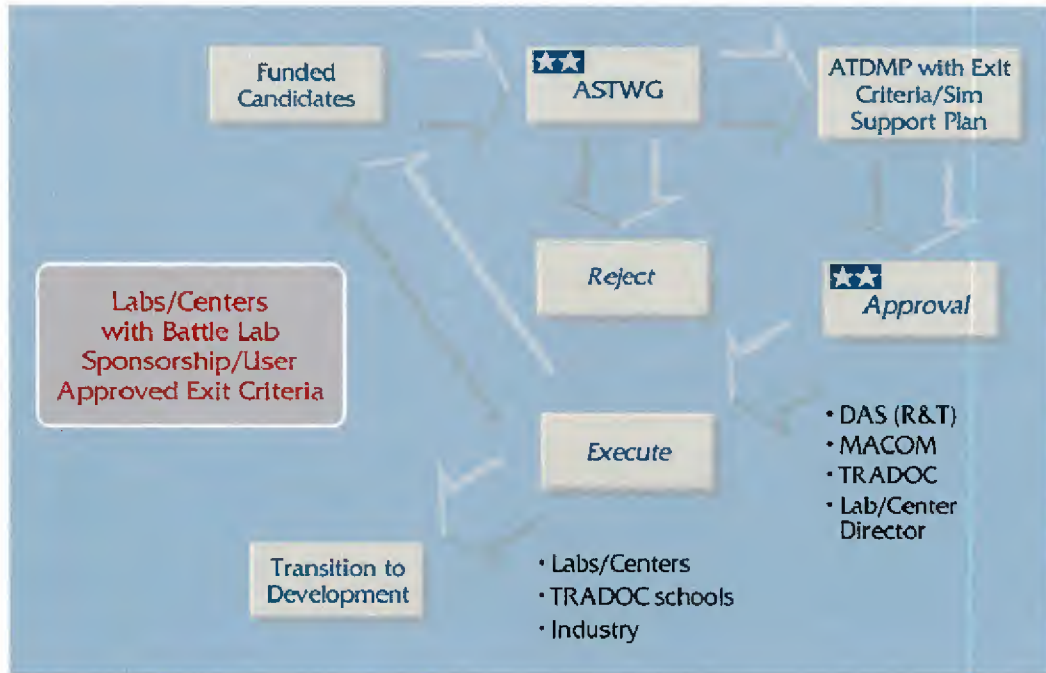 Funded
Candidates
ASTWG
ATDMP with Exit
Criteria/Sim
Support Plan
Reject
Approval
Labs/Centers
with Battle Lab
Sponsorship/User
Approved Exit Criteria
Execute
• DAS (R&T)
• MACOM
• TRADOC
• Lab/Center
Director
Transition to
Development
• Labs/Centers
• TRADOC schools
• Industry